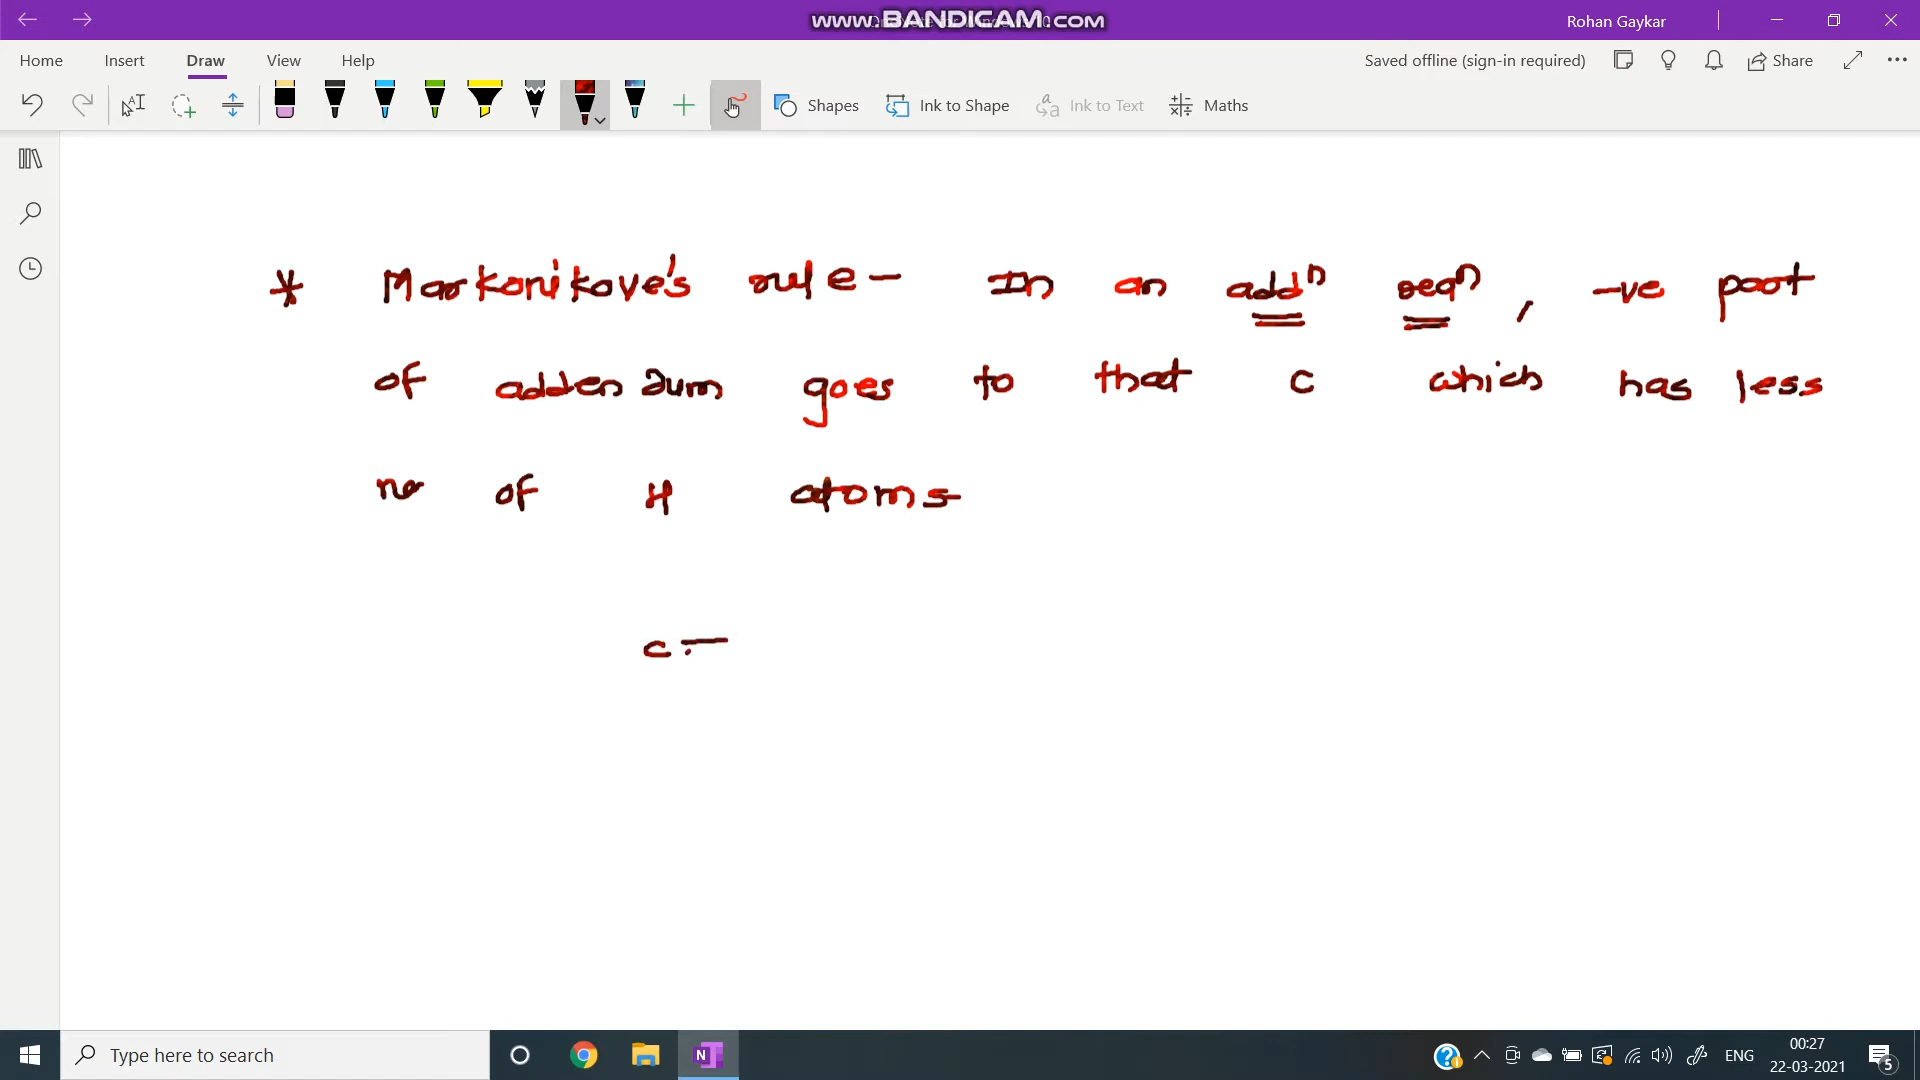 www.BANDICAM.com
Rohan Gaykar
Home Insert Draw View Help
Saved offline (sign-in required) Share
Shapes Ink to Shape Ink to Text Maths
* Markonikove's rule - In an addⁿ reaⁿ, -ve part
of addendum goes to that C which has less
no of H atoms
C =
Type here to search
ENG
00:27
22-03-2021
5